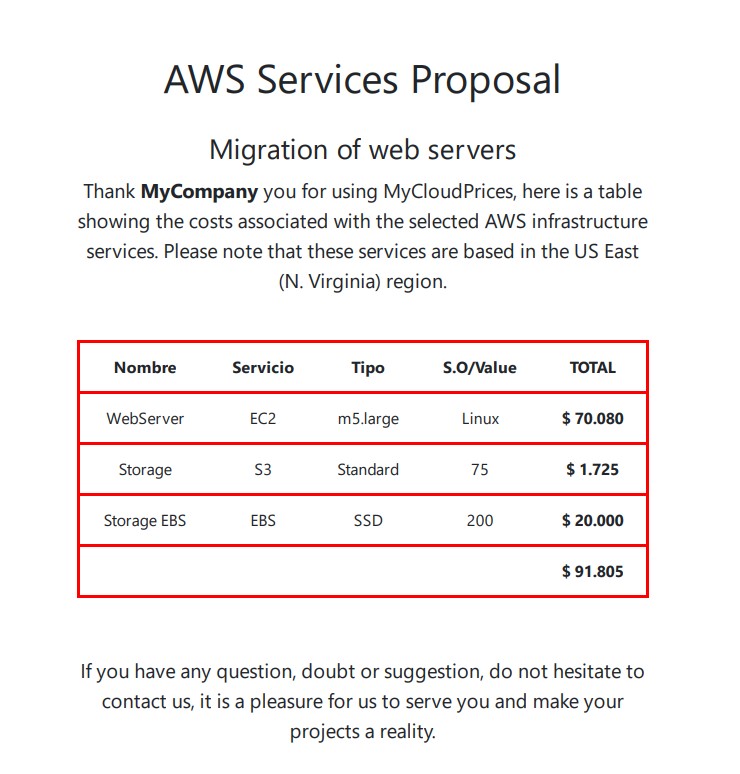 AWS Services Proposal
Migration of web servers
Thank MyCompany you for using MyCloudPrices, here is a table
showing the costs associated with the selected AWS infrastructure
services. Please note that these services are based in the US East
(N. Virginia) region.
Nombre Servicio Tipo S.O/Value TOTAL
WebServer EC2 m5.large Linux $ 70.080
Storage S3 Standard 75 $ 1.725
Storage EBS EBS SSD 200 $ 20.000
$ 91.805
If you have any question, doubt or suggestion, do not hesitate to
contact us, it is a pleasure for us to serve you and make your
projects a reality.